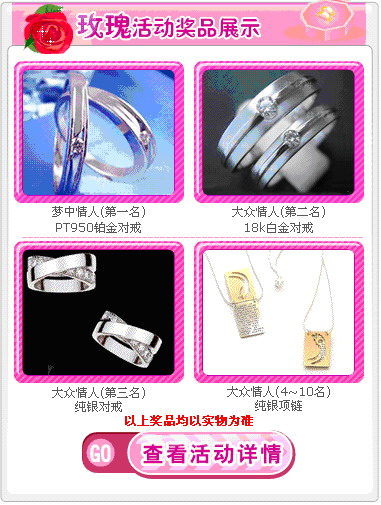 玫瑰活动奖品展示
梦中情人(第一名)
PT950铂金对戒
大众情人(第二名)
18k白金对戒
大众情人(第三名)
纯银对戒
大众情人(4~10名)
纯银项链
以上奖品均以实物为准
GO 查看活动详情